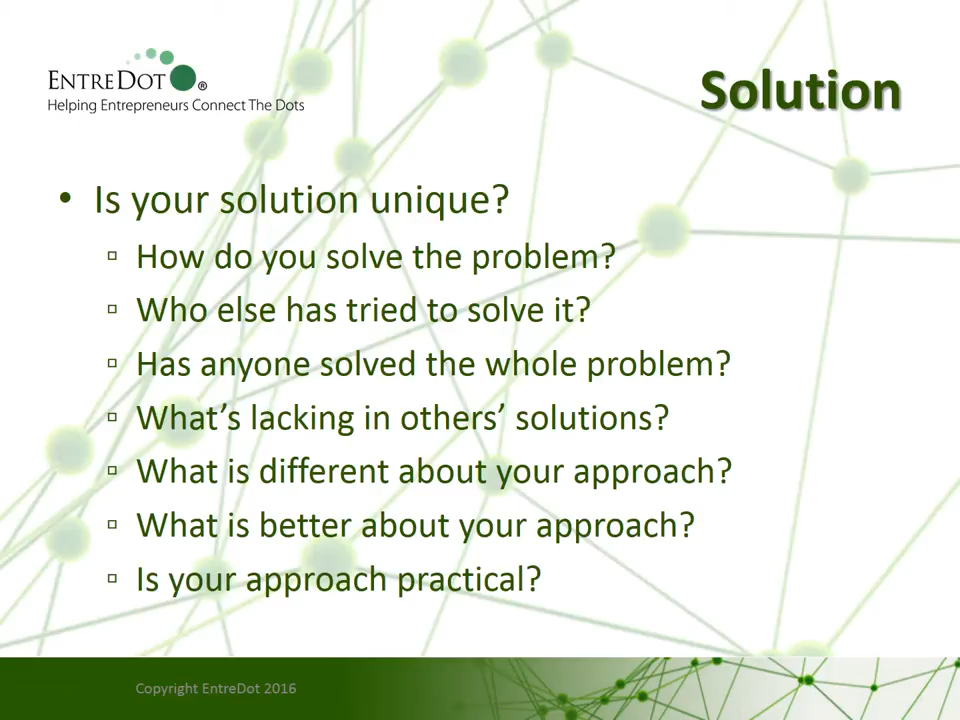 ENTREDOT®
Helping Entrepreneurs Connect The Dots
Solution
• Is your solution unique?
▫ How do you solve the problem?
▫ Who else has tried to solve it?
▫ Has anyone solved the whole problem?
▫ What’s lacking in others’ solutions?
▫ What is different about your approach?
▫ What is better about your approach?
▫ Is your approach practical?
Copyright EntreDot 2016